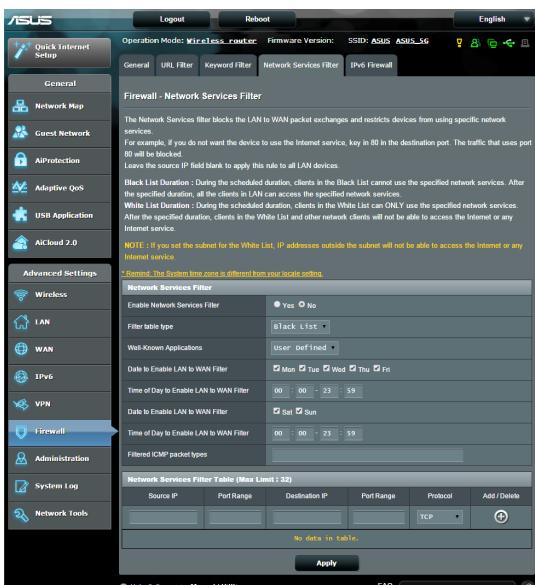 ASUS
Logout
Reboot
English
Quick Internet
Setup
Operation Mode: Wireless router Firmware Version: SSID: ASUS ASUS_5G
General URL Filter Keyword Filter Network Services Filter IPv6 Firewall
General
Network Map
Guest Network
AiProtection
Adaptive QoS
USB Application
AiCloud 2.0
Advanced Settings
Wireless
LAN
WAN
IPv6
VPN
Firewall
Administration
System Log
Network Tools
Firewall - Network Services Filter
The Network Services filter blocks the LAN to WAN packet exchanges and restricts devices from using specific network
services.
For example, if you do not want the device to use the Internet service, key in 80 in the destination port. The traffic that uses port
80 will be blocked.
Leave the source IP field blank to apply this rule to all LAN devices.
Black List Duration : During the scheduled duration, clients in the Black List cannot use the specified network services. After
the specified duration, all the clients in LAN can access the specified network services.
White List Duration : During the scheduled duration, clients in the White List can ONLY use the specified network services.
After the specified duration, clients in the White List and other network clients will not be able to access the Internet or any
Internet service.
NOTE : If you set the subnet for the White List, IP addresses outside the subnet will not be able to access the Internet or any
Internet service.
* Remind: The System time zone is different from your locale setting.
Network Services Filter
Enable Network Services Filter Yes No
Filter table type Black List
Well-Known Applications User Defined
Date to Enable LAN to WAN Filter Mon Tue Wed Thu Fri
Time of Day to Enable LAN to WAN Filter 00 : 00 - 23 : 59
Date to Enable LAN to WAN Filter Sat Sun
Time of Day to Enable LAN to WAN Filter 00 : 00 - 23 : 59
Filtered ICMP packet types
Network Services Filter Table (Max Limit : 32)
Source IP Port Range Destination IP Port Range Protocol Add / Delete
TCP
No data in table.
Apply